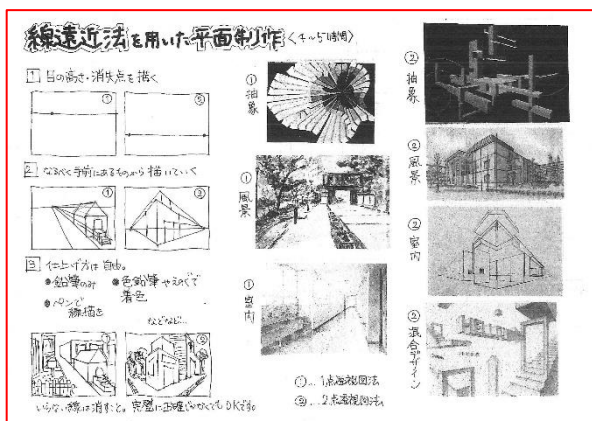 線遠近法を用いた平面制作〈4〜5時間〉
1 目の高さ・消失点を描く
①
②
2 なるべく手前にあるものから描いていく
①
②
3 仕上げ方は自由。
●鉛筆のみ
●色鉛筆やえのぐで着色
●ペンで線描き
などなど…
①
②
いらない線は消すこと。完璧に正確じゃなくてもOKです。
①抽象
①風景
①室内
①…1点透視図法
②…2点透視図法
②抽象
②風景
②室内
②混合デザイン